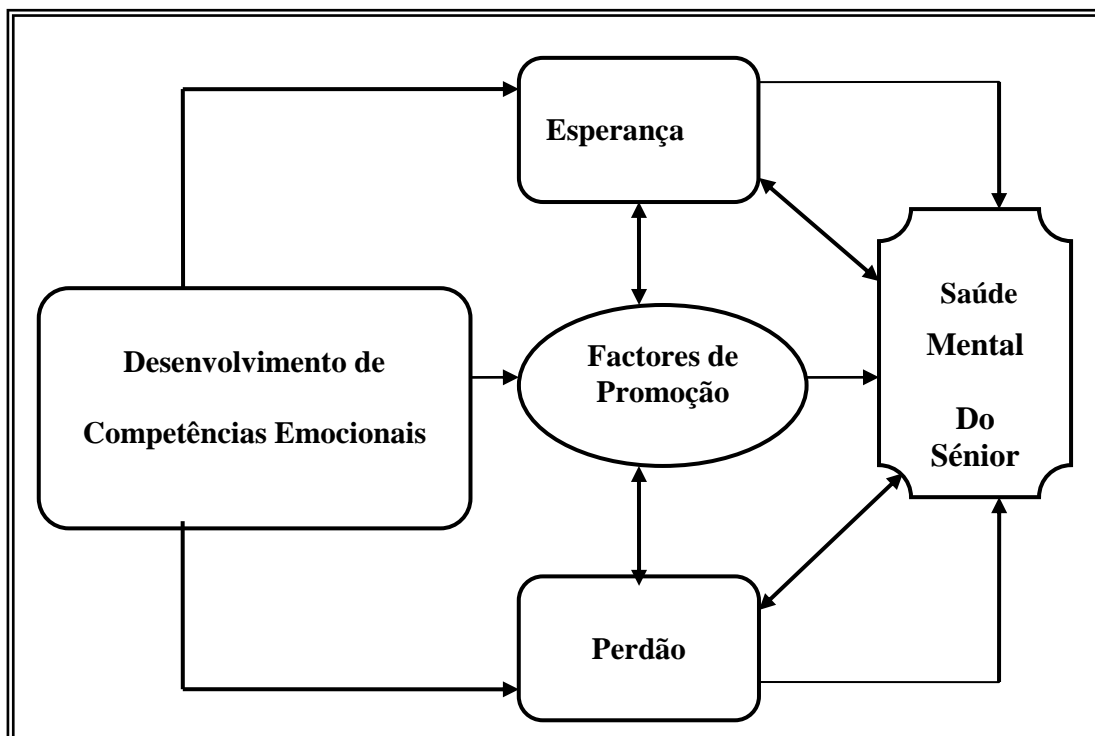 Esperança
Desenvolvimento de
Competências Emocionais
Factores de
Promoção
Saúde
Mental
Do
Sénior
Perdão